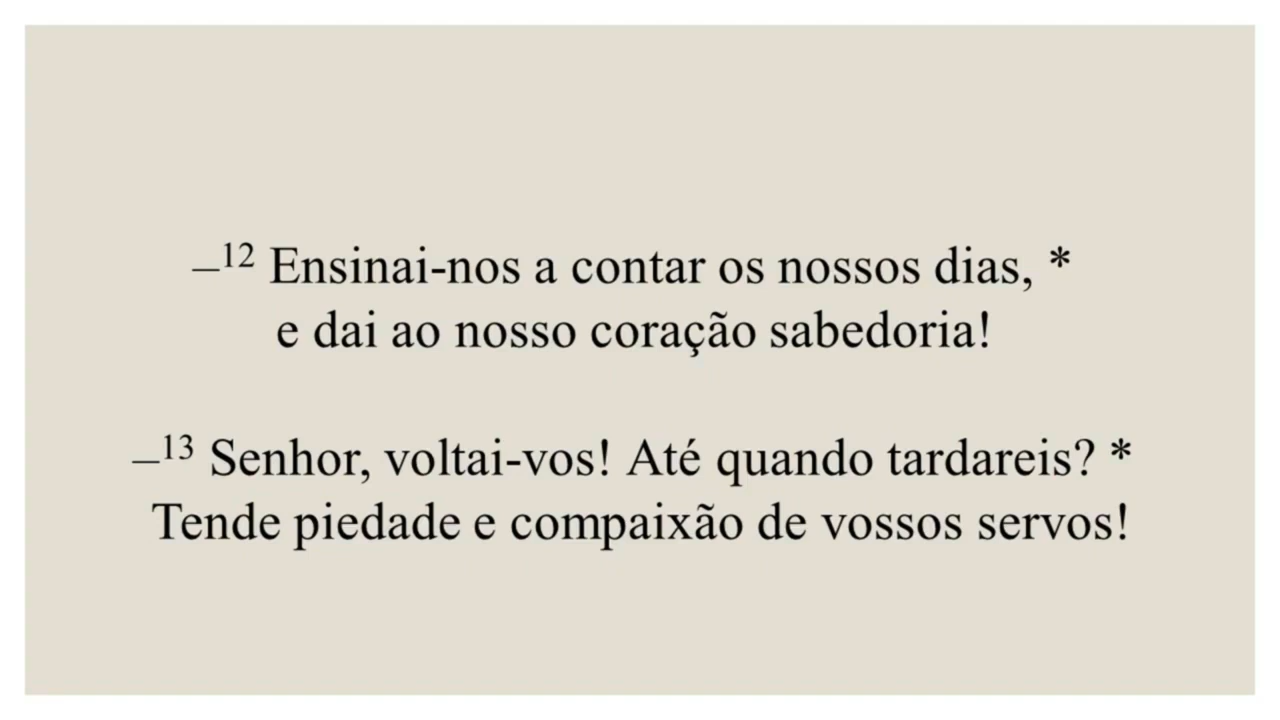 –¹² Ensinai-nos a contar os nossos dias, *
e dai ao nosso coração sabedoria!
–¹³ Senhor, voltai-vos! Até quando tardareis? *
Tende piedade e compaixão de vossos servos!